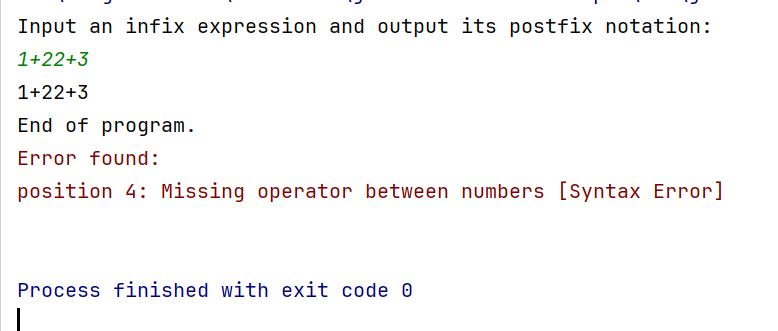 Input an infix expression and output its postfix notation:
1+22+3
1+22+3
End of program.
Error found:
position 4: Missing operator between numbers [Syntax Error]
Process finished with exit code 0